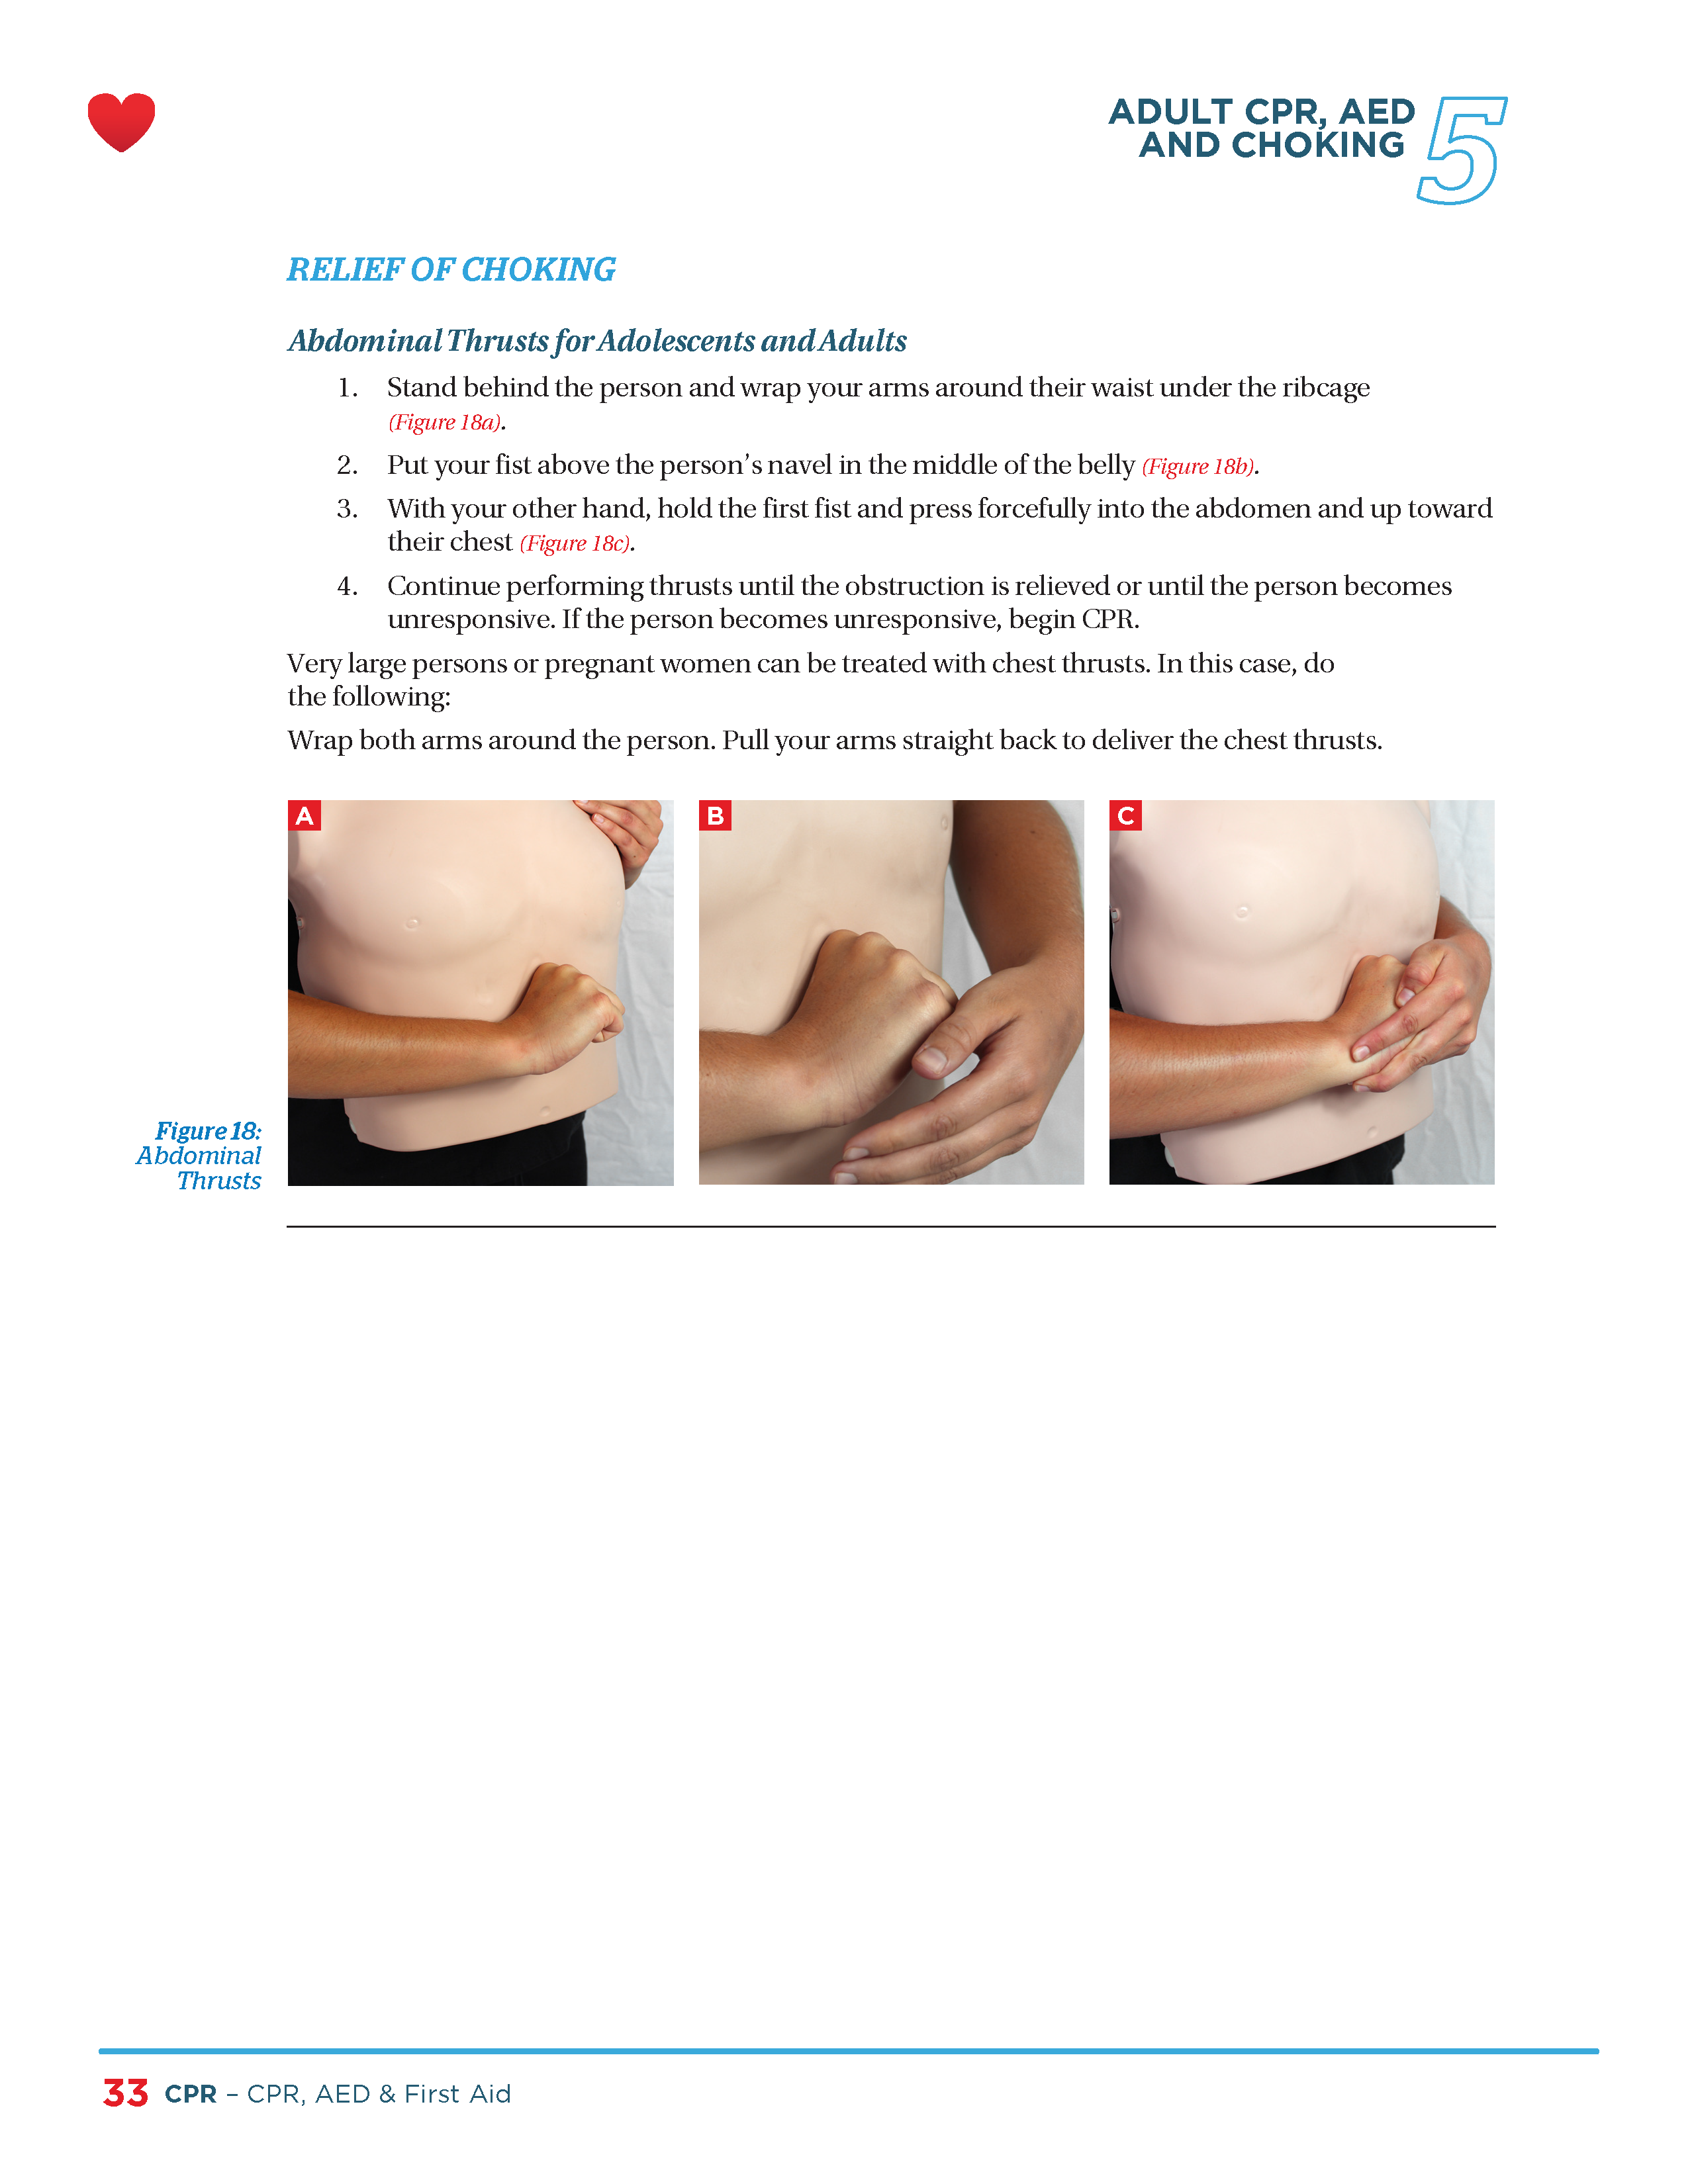 ADULT CPR, AED
AND CHOKING
5
RELIEF OF CHOKING
Abdominal Thrusts for Adolescents and Adults
1. Stand behind the person and wrap your arms around their waist under the ribcage
(Figure 18a).
2. Put your fist above the person’s navel in the middle of the belly (Figure 18b).
3. With your other hand, hold the first fist and press forcefully into the abdomen and up toward
their chest (Figure 18c).
4. Continue performing thrusts until the obstruction is relieved or until the person becomes
unresponsive. If the person becomes unresponsive, begin CPR.
Very large persons or pregnant women can be treated with chest thrusts. In this case, do
the following:
Wrap both arms around the person. Pull your arms straight back to deliver the chest thrusts.
A
B
C
Figure 18:
Abdominal
Thrusts
33 CPR – CPR, AED & First Aid